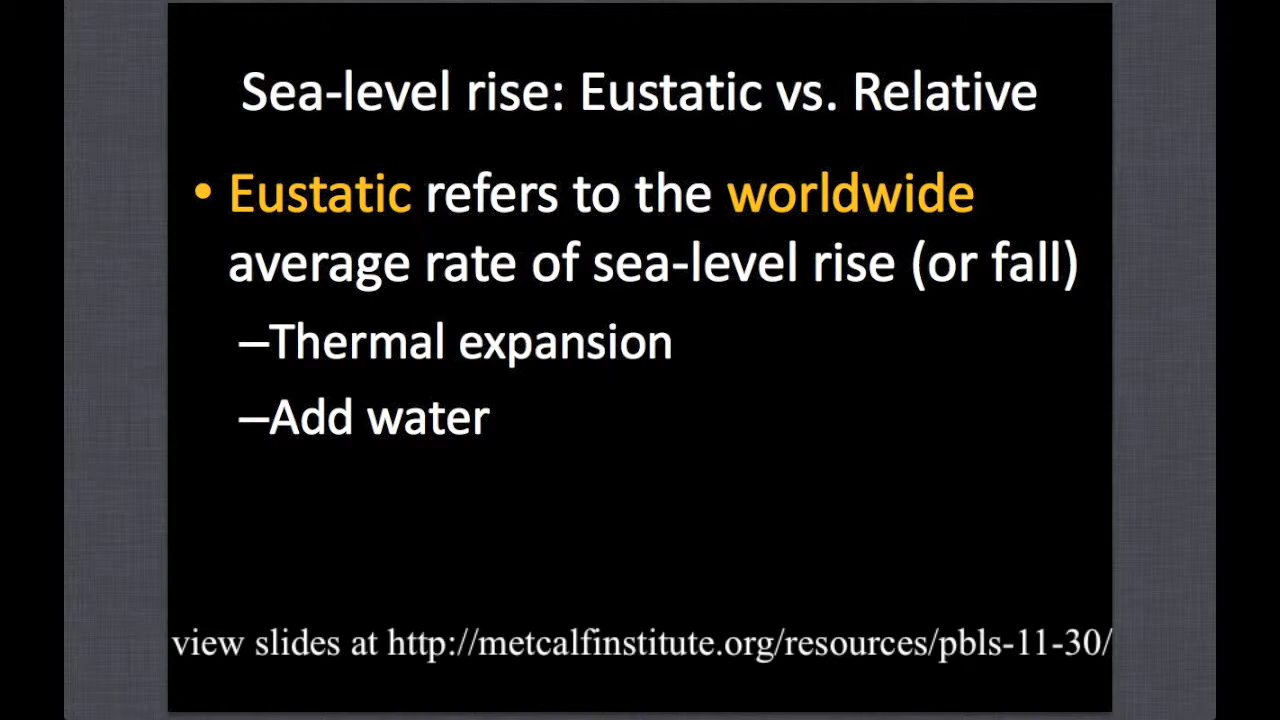 Sea-level rise: Eustatic vs. Relative
• Eustatic refers to the worldwide
average rate of sea-level rise (or fall)
–Thermal expansion
–Add water
view slides at http://metcalfinstitute.org/resources/pbls-11-30/